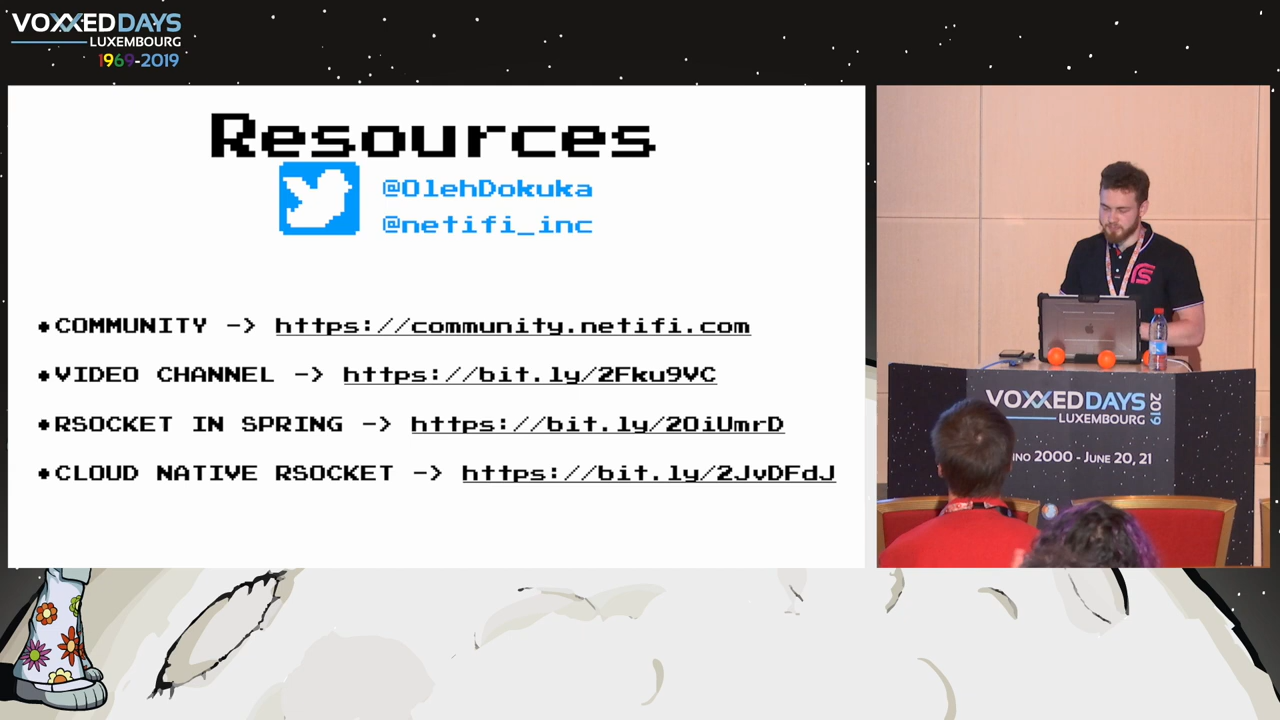 VOXXED DAYS
LUXEMBOURG
1969-2019
Resources
@OlehDokuka
@netifi_inc
•COMMUNITY -> https://community.netifi.com
•VIDEO CHANNEL -> https://bit.ly/2Fku9VC
•RSOCKET IN SPRING -> https://bit.ly/2OiUmrD
•CLOUD NATIVE RSOCKET -> https://bit.ly/2JvDFdJ
VOXXED DAYS
LUXEMBOURG
2019
2000 - JUNE 20, 21